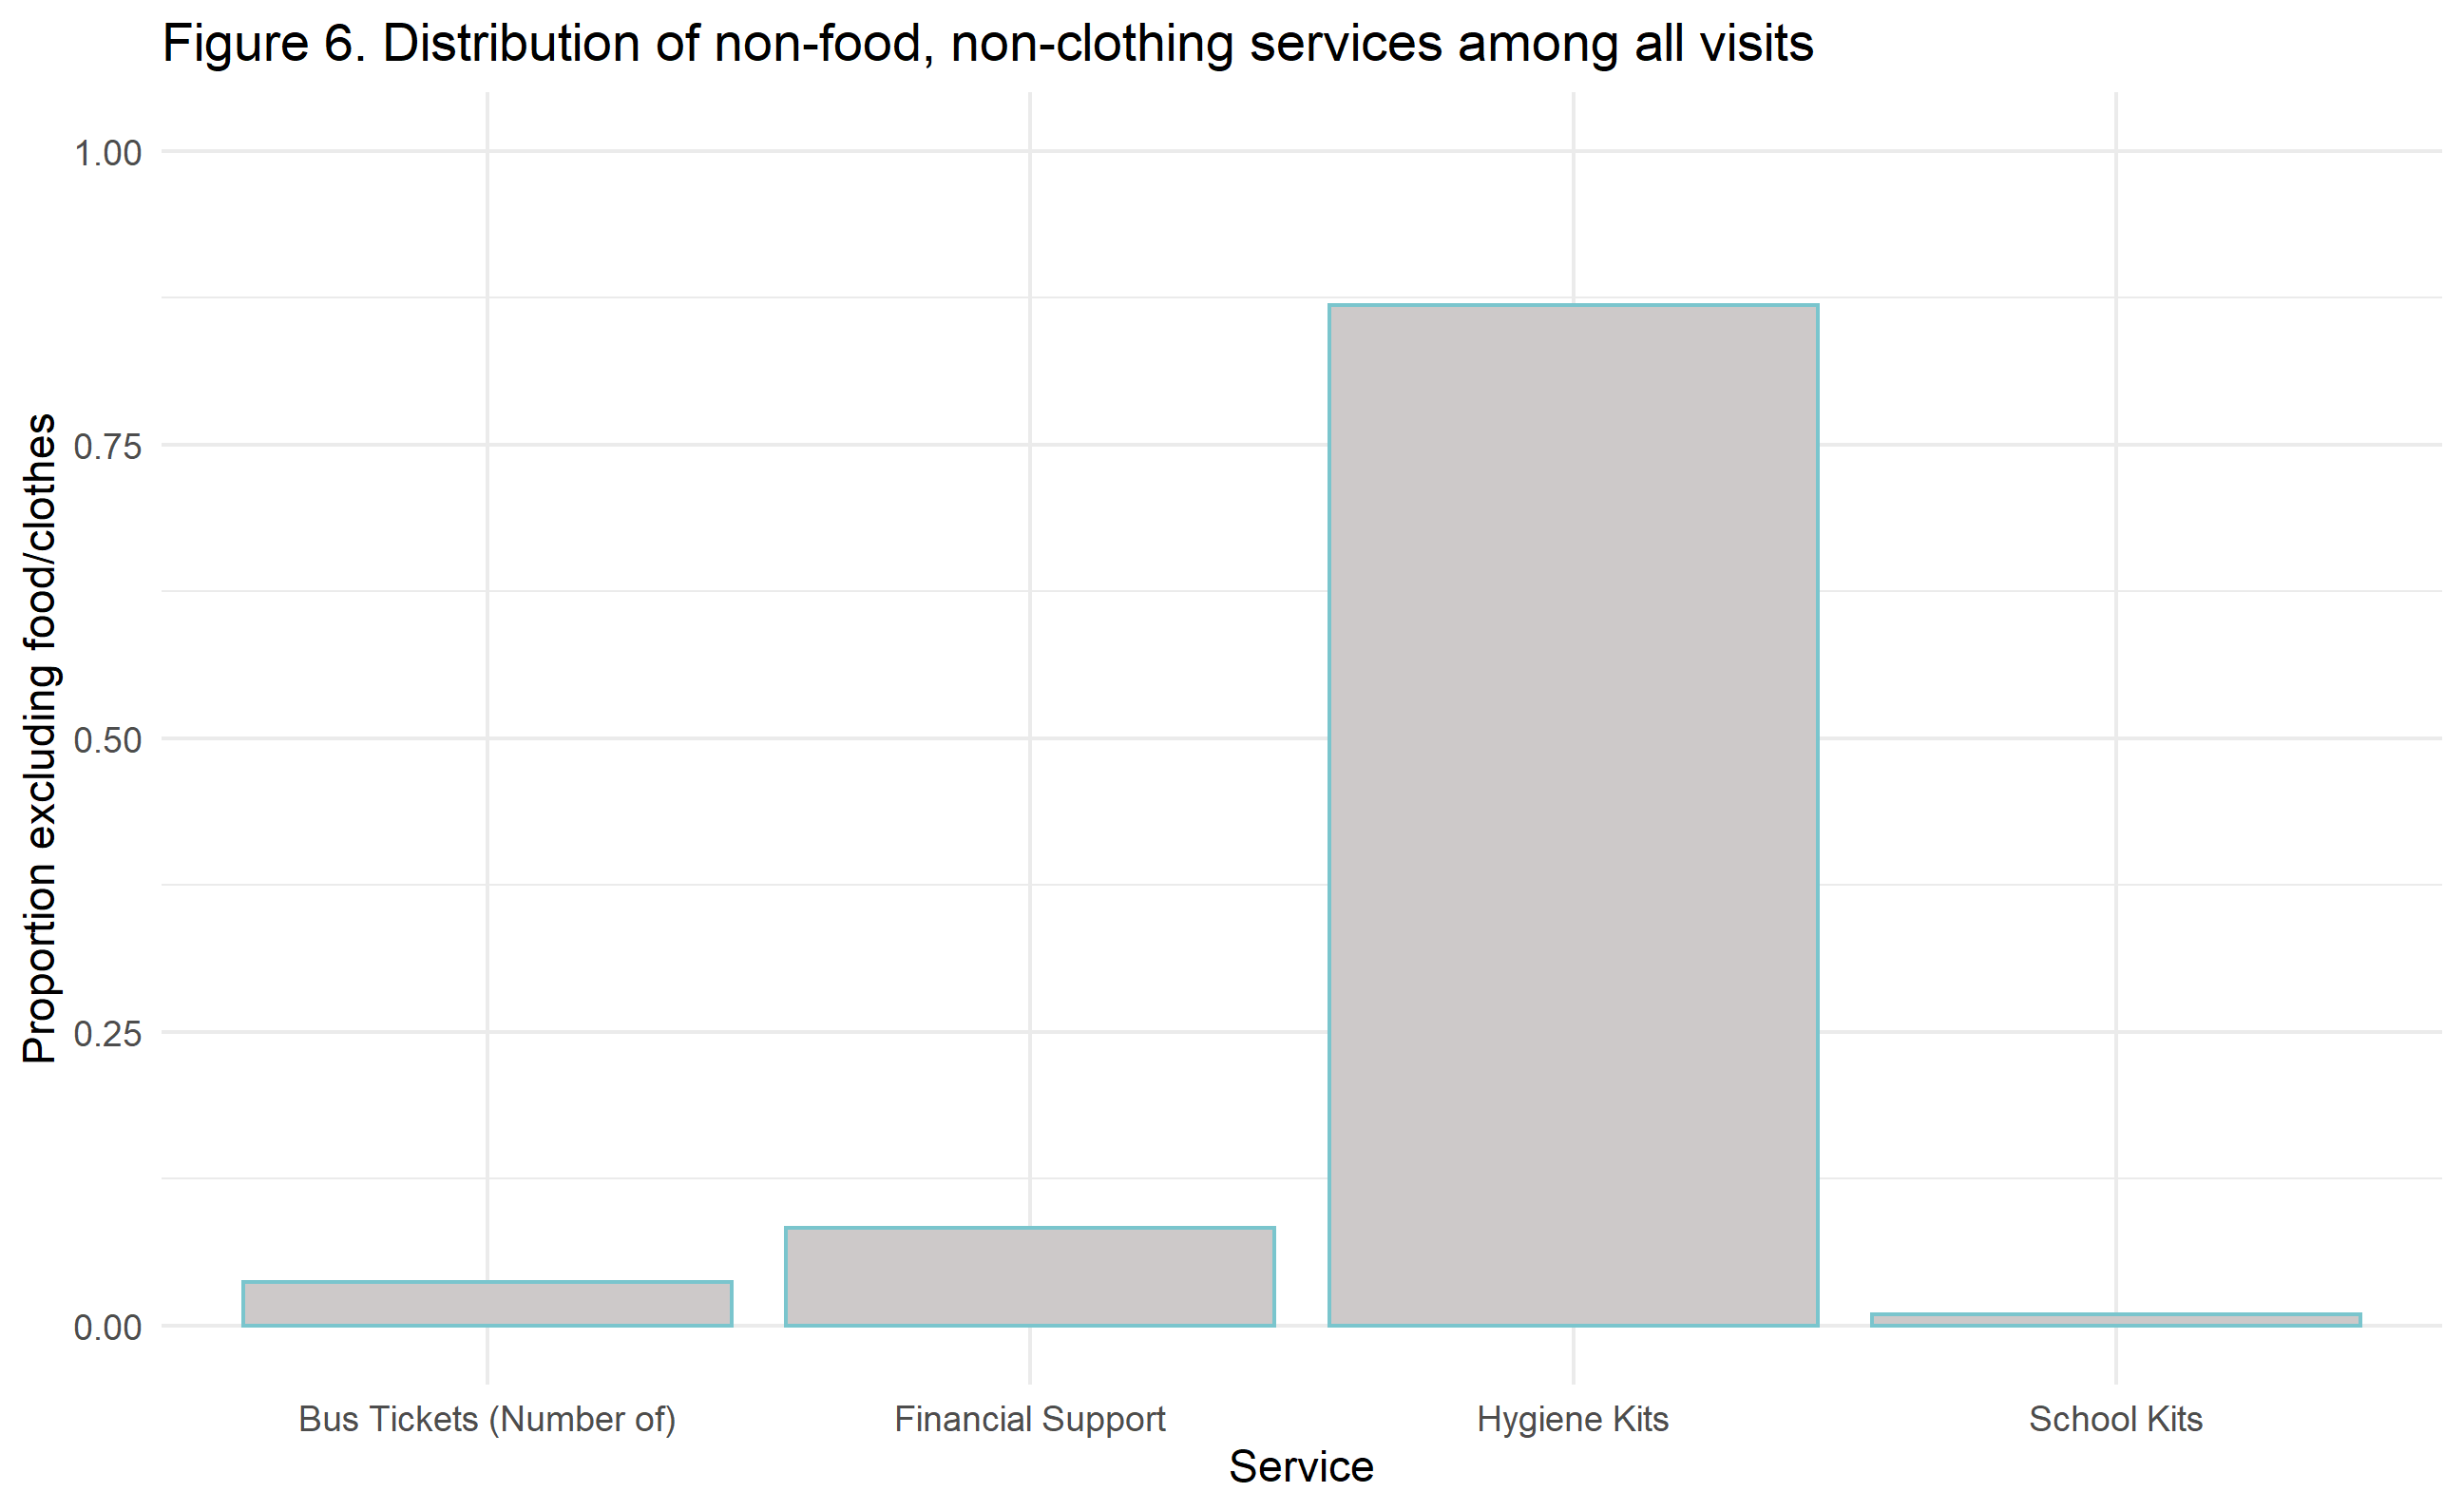 Figure 6. Distribution of non-food, non-clothing services among all visits
Proportion excluding food/clothes
1.00
0.75
0.50
0.25
0.00
Bus Tickets (Number of)
Financial Support
Hygiene Kits
School Kits
Service